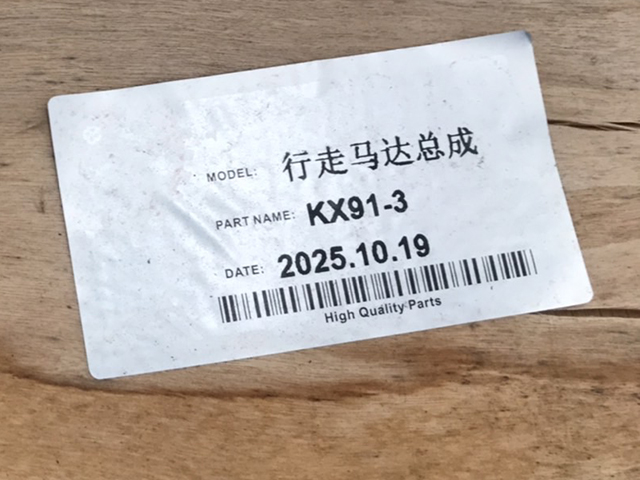 MODEL: 行走马达总成
PART NAME: KX91-3
DATE: 2025.10.19
High Quality Parts